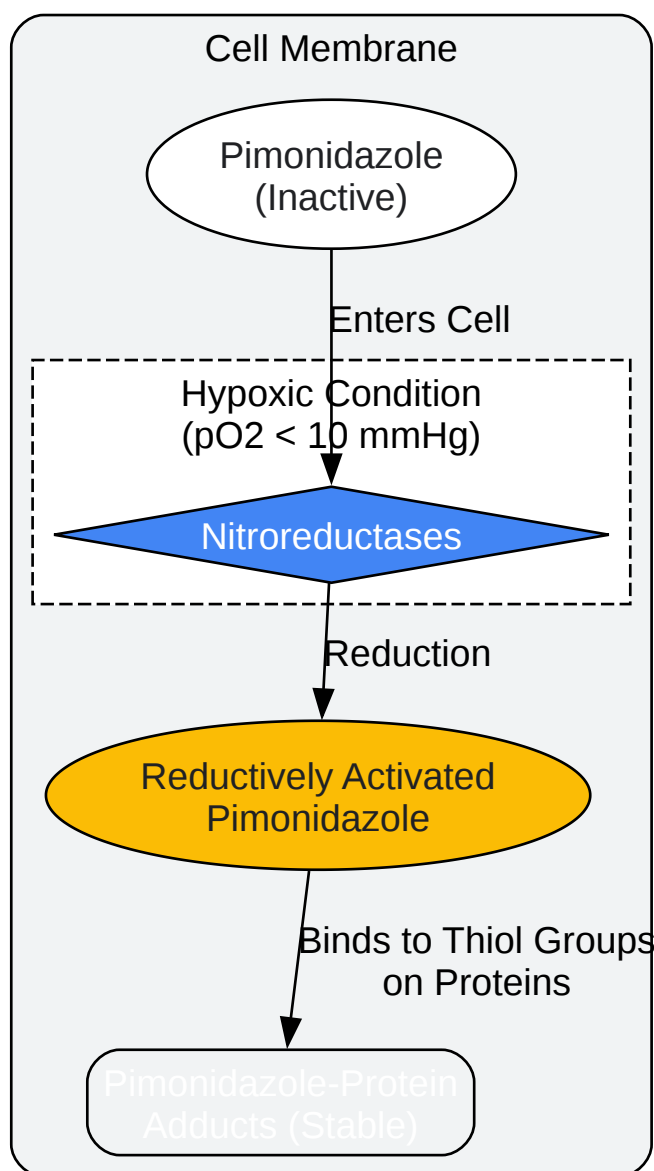 Cell Membrane
Pimonidazole
(Inactive)
Enters Cell
Hypoxic Condition
(pO2 < 10 mmHg)
Nitroreductases
Reduction
Reductively Activated
Pimonidazole
Binds to Thiol Groups
on Proteins
Pimonidazole-Protein
Adducts (Stable)